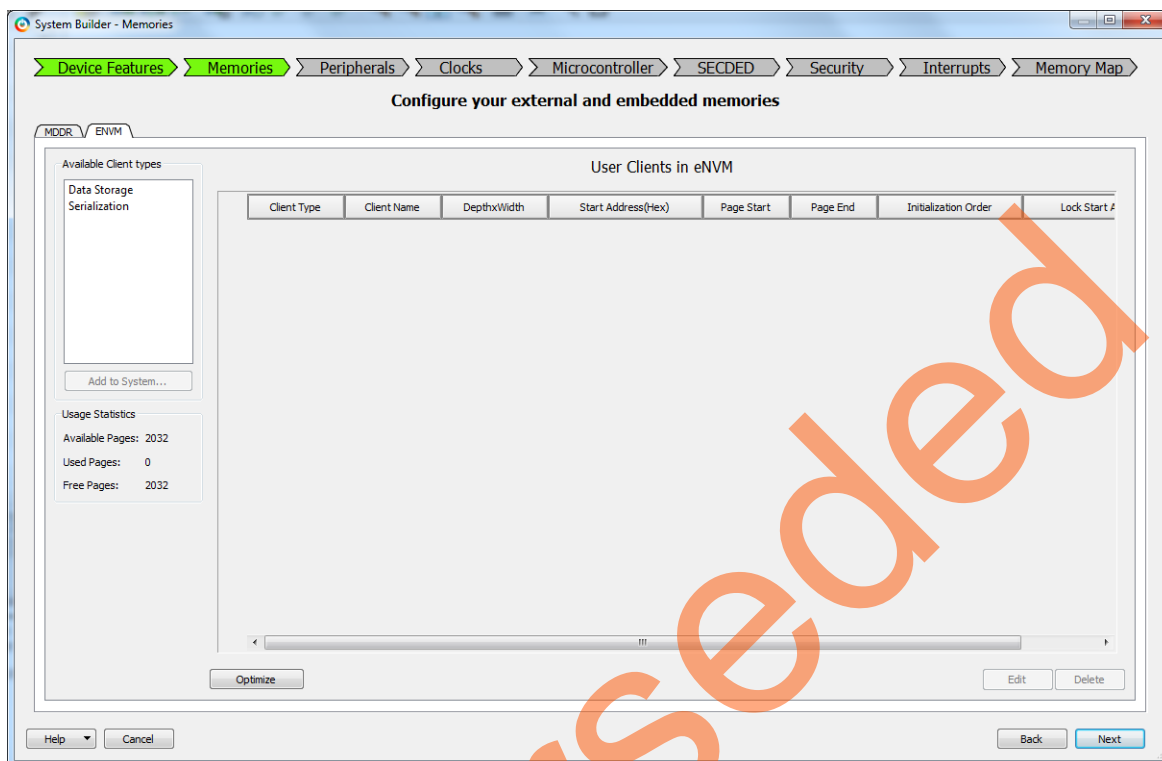 System Builder - Memories
Device Features Memories Peripherals Clocks Microcontroller SECDED Security Interrupts Memory Map
Configure your external and embedded memories
MDDR ENVM
Available Client types
User Clients in eNVM
Data Storage
Serialization
Client Type Client Name DepthxWidth Start Address(Hex) Page Start Page End Initialization Order Lock Start A
Add to System...
Usage Statistics
Available Pages: 2032
Used Pages: 0
Free Pages: 2032
Optimize Edit Delete
Help Cancel Back Next
seded